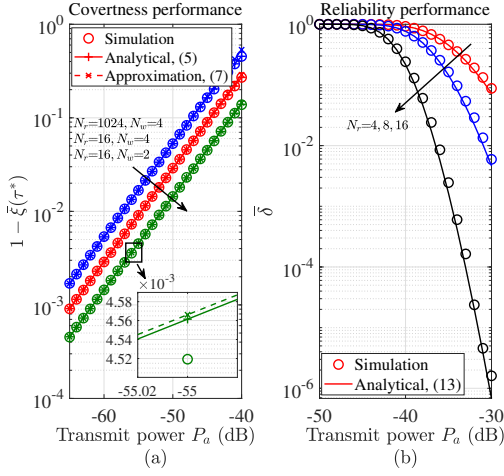 Covertness performance
10^0
10^{-1}
10^{-2}
10^{-3}
10^{-4}
1 − ξ̄(τ*)
Simulation
Analytical, (5)
Approximation, (7)
N_r=1024, N_w=4
N_r=16, N_w=4
N_r=16, N_w=2
×10^{-3}
4.58
4.56
4.54
4.52
-55.02
-55
-60
-50
-40
Transmit power P_a (dB)
(a)
Reliability performance
10^0
10^{-1}
10^{-2}
10^{-4}
10^{-6}
δ̄
N_r=4, 8, 16
Simulation
Analytical, (13)
-50
-40
-30
Transmit power P_a (dB)
(b)